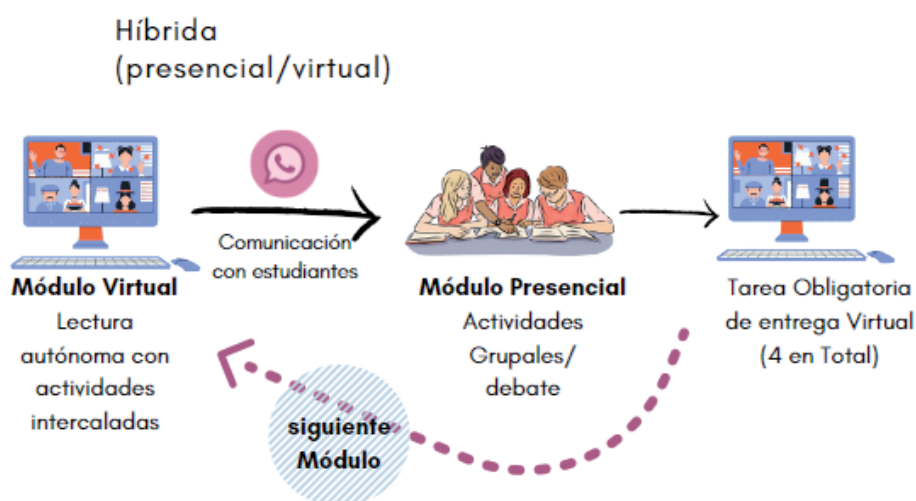 Híbrida
(presencial/virtual)
Comunicación
con estudiantes
Módulo Virtual
Lectura
autónoma con
actividades
intercaladas
Módulo Presencial
Actividades
Grupales/
debate
Tarea Obligatoria
de entrega Virtual
(4 en Total)
siguiente
Módulo